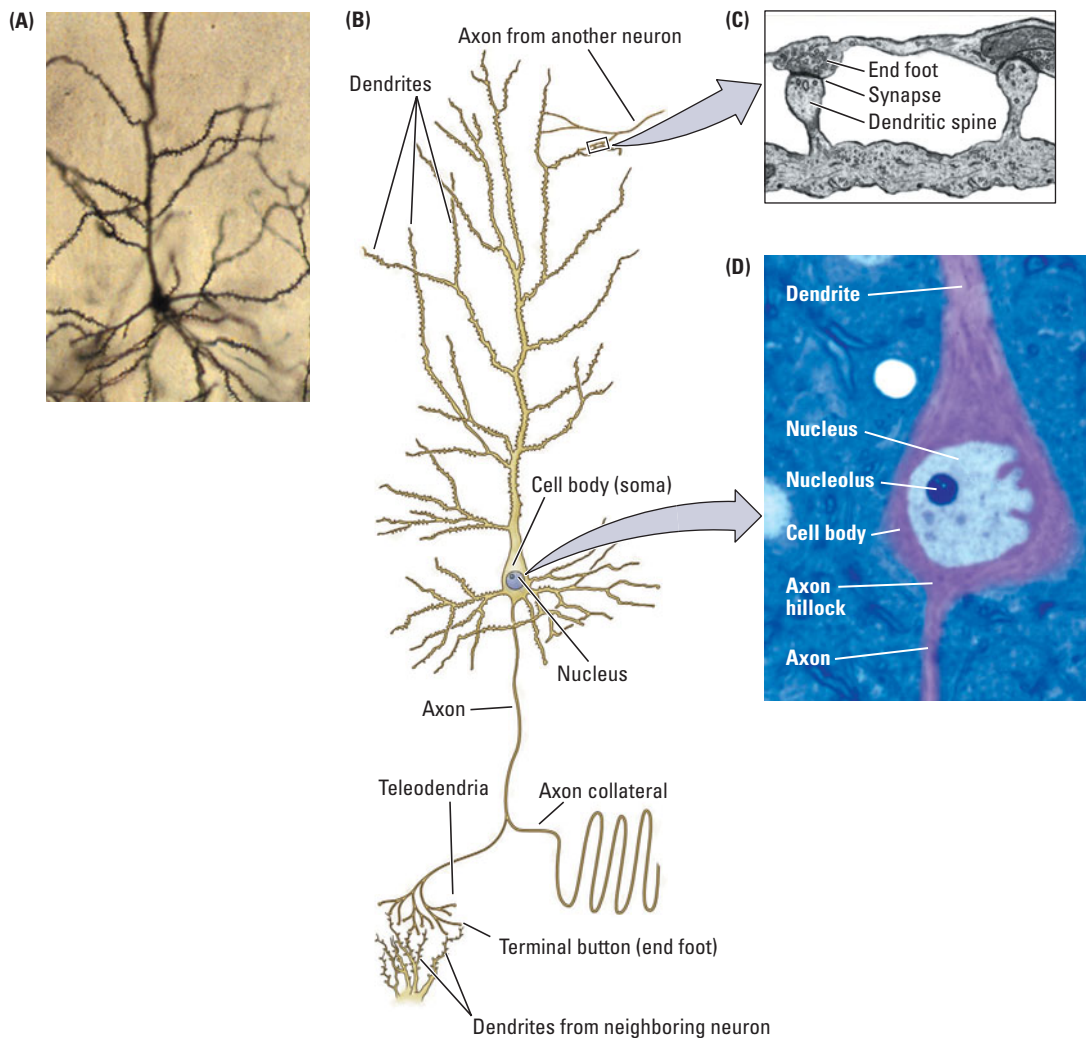 (A)
(B)
Axon from another neuron
Dendrites
Cell body (soma)
Nucleus
Axon
Teleodendria
Axon collateral
Terminal button (end foot)
Dendrites from neighboring neuron
(C)
End foot
Synapse
Dendritic spine
(D)
Dendrite
Nucleus
Nucleolus
Cell body
Axon
hillock
Axon